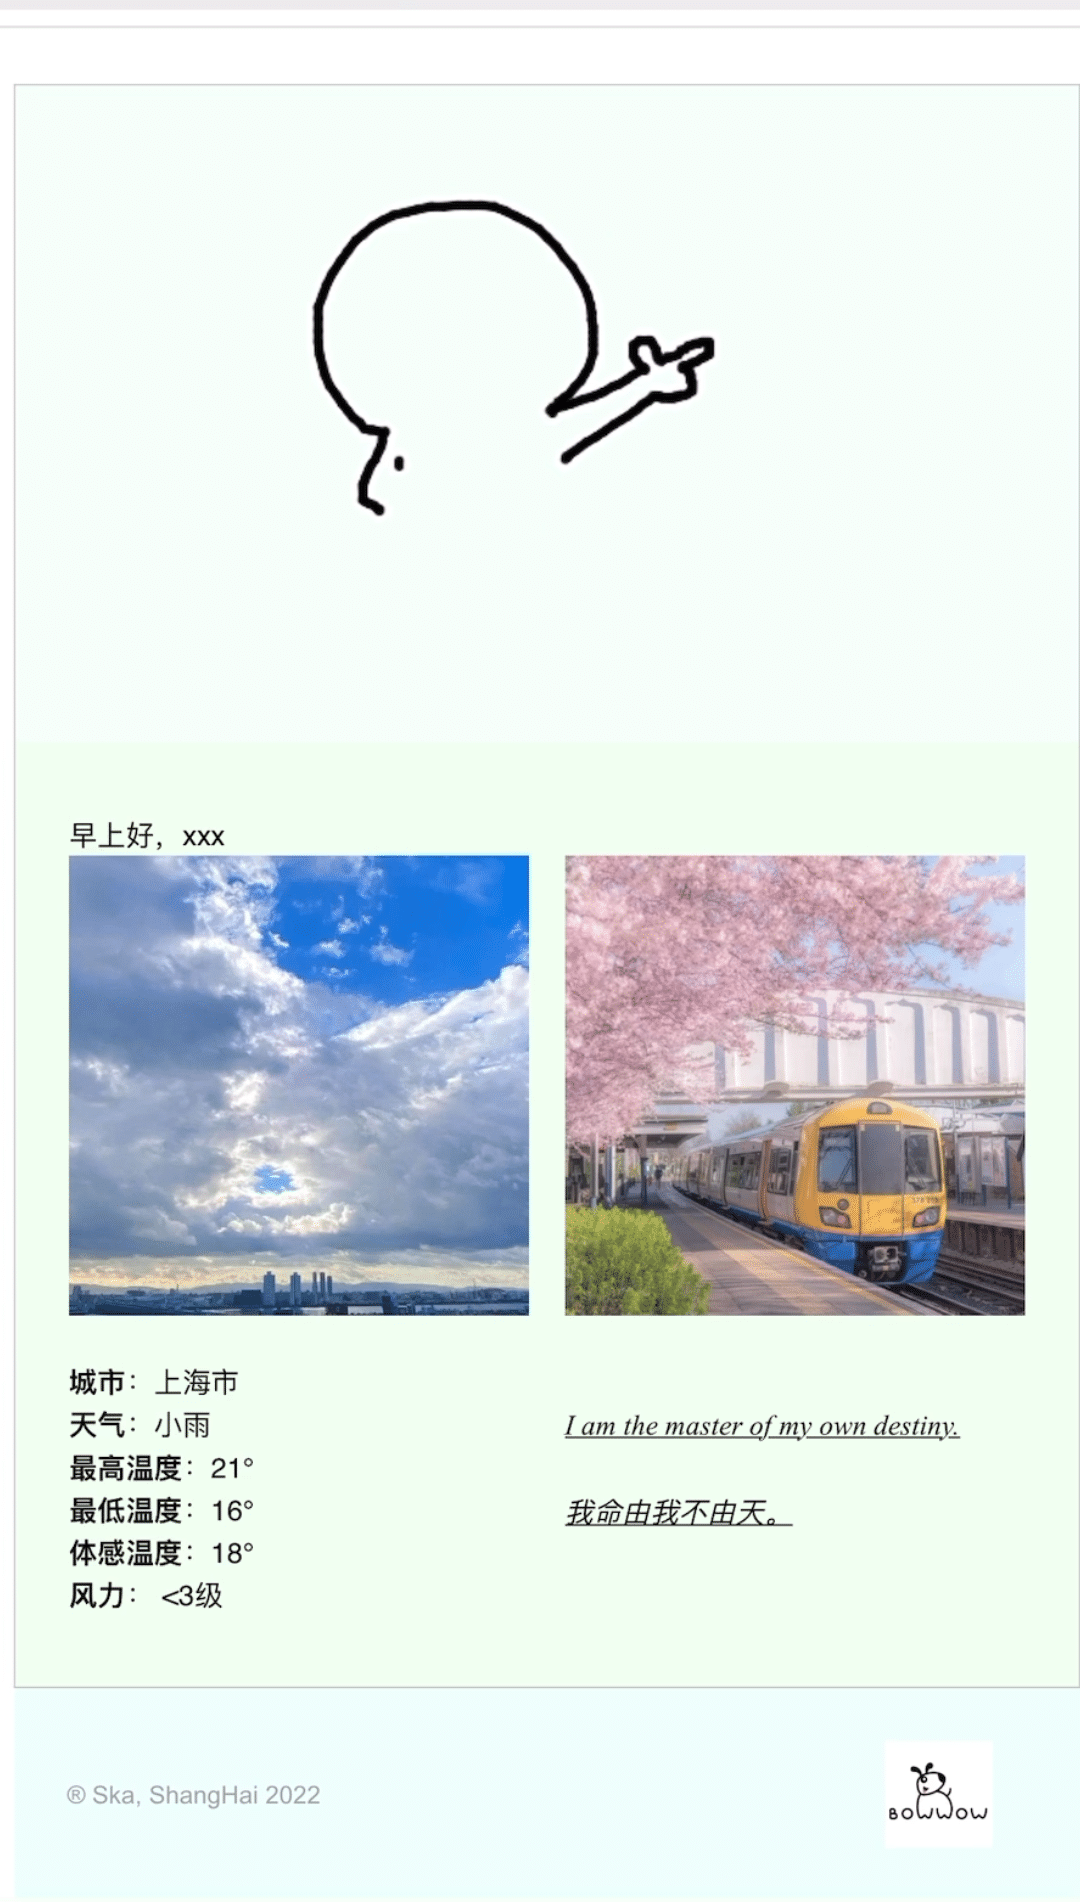 早上好，xxx
城市：上海市
天气：小雨
最高温度：21°
最低温度：16°
体感温度：18°
风力： <3级
I am the master of my own destiny.
我命由我不由天。
® Ska, ShangHai 2022
BOWWOW